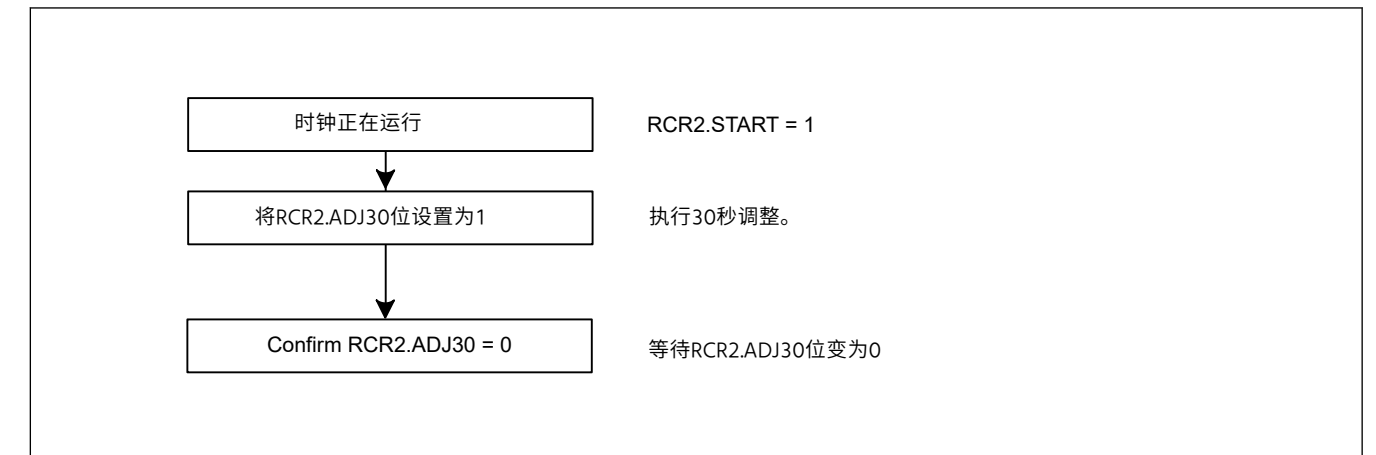 时钟正在运行
RCR2.START = 1
将RCR2.ADJ30位设置为1
执行30秒调整。
Confirm RCR2.ADJ30 = 0
等待RCR2.ADJ30位变为0